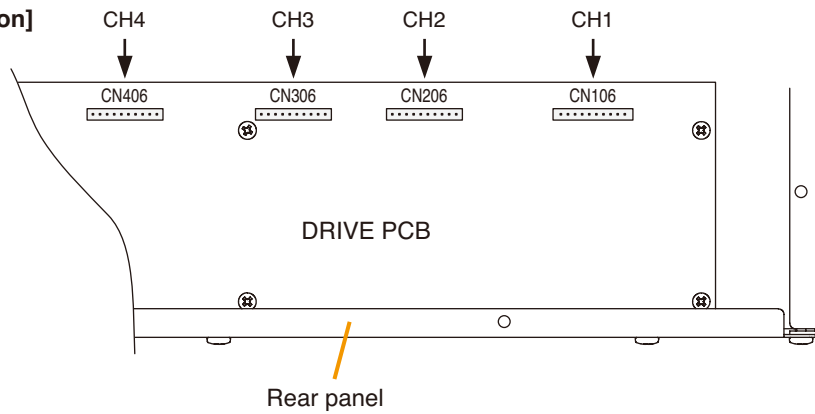 on]
CH4 CH3 CH2 CH1
CN406 CN306 CN206 CN106
DRIVE PCB
Rear panel